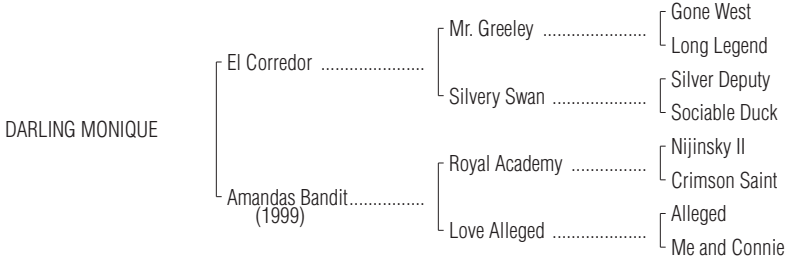 Gone West
Mr. Greeley ......................
Long Legend
El Corredor ......................
Silver Deputy
Silvery Swan ....................
Sociable Duck
DARLING MONIQUE
Nijinsky II
Royal Academy ................
Crimson Saint
Amandas Bandit................
(1999)
Alleged
Love Alleged ....................
Me and Connie